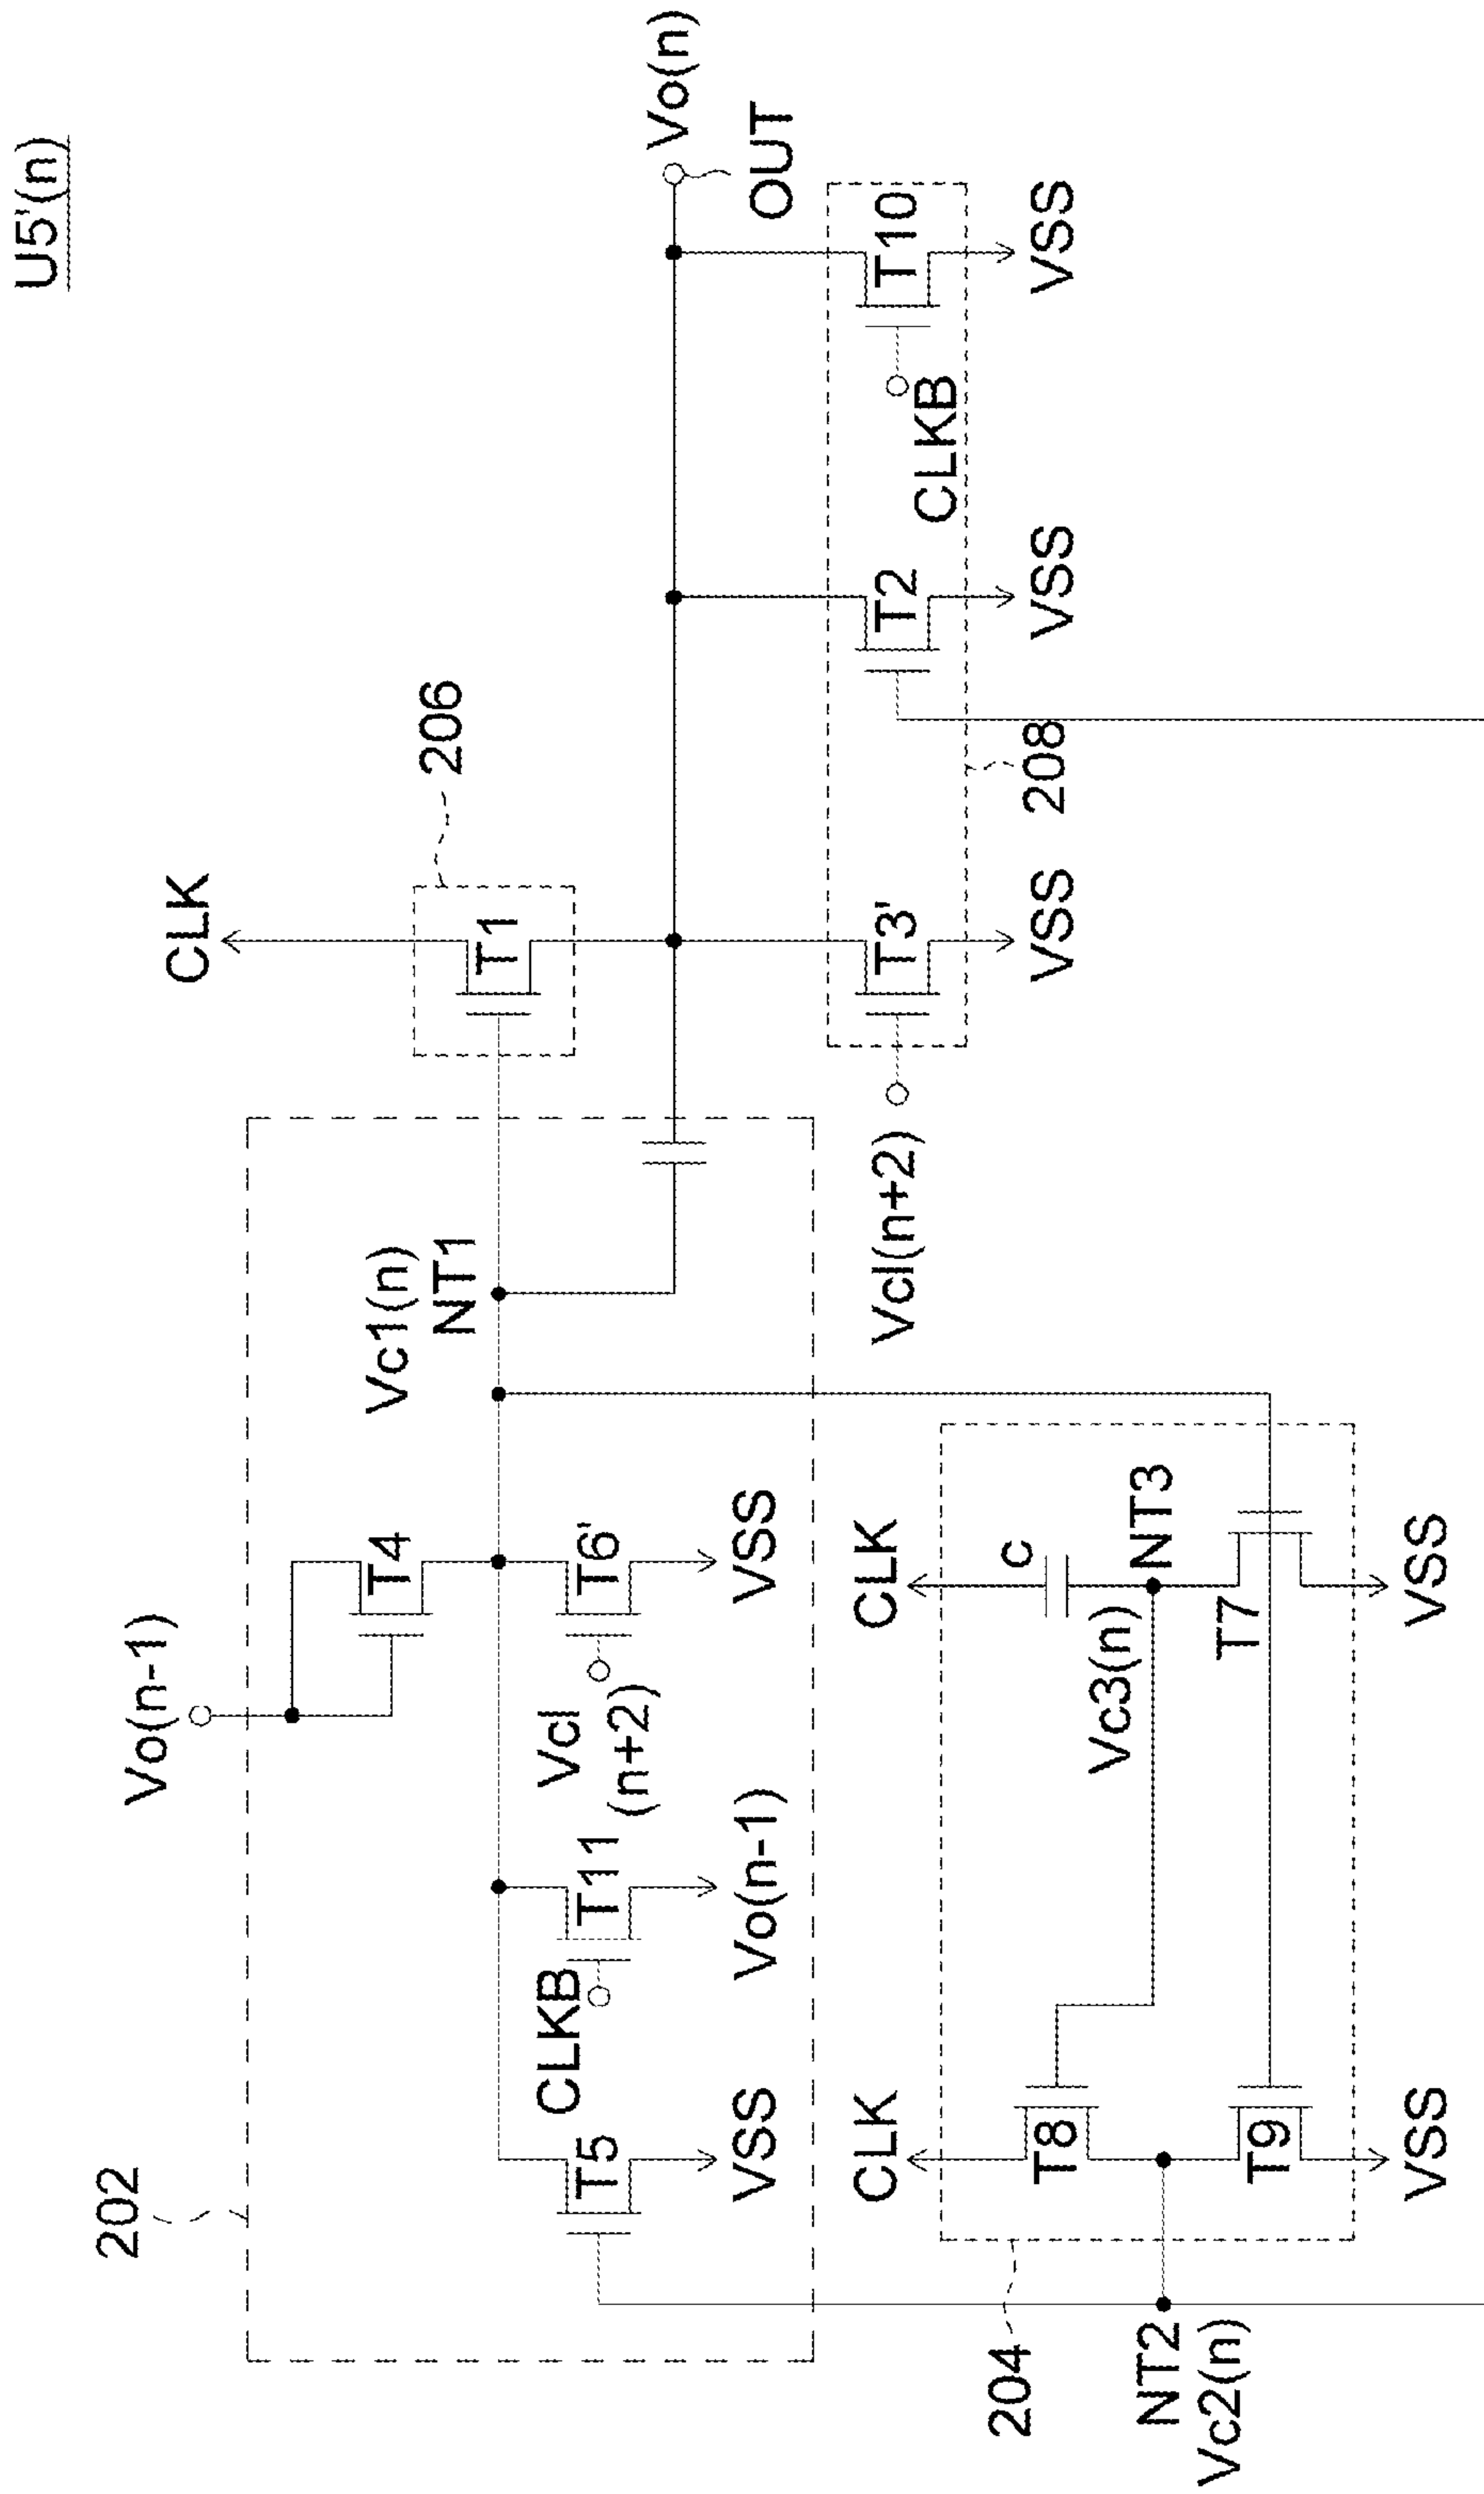 U5'(n)
Vo(n-1)
CLK
206
202
Vc1(n)
NT1
T4
T1
Vo(n)
OUT
CLKB
T5
T11
Vcl
(n+2)
T6'
VSS
Vo(n-1)
VSS
Vcl(n+2)
T3'
T2
T10
CLKB
VSS
VSS
VSS
208
CLK
CLK
c
204
T8
Vc3(n)
NT3
NT2
Vc2(n)
T9
T7
VSS
VSS